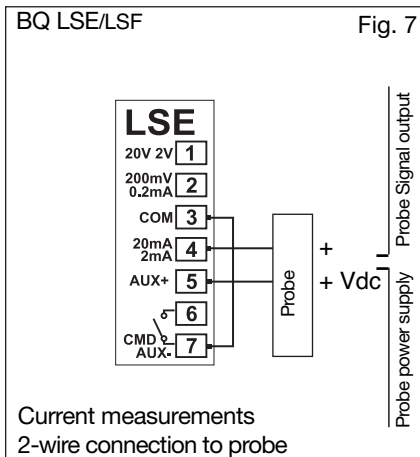 BQ LSE/LSF
Fig. 7
LSE
20V 2V 1
200mV
0.2mA 2
COM 3
20mA
2mA 4
AUX+ 5
6
CMD
AUX- 7
Probe
+
+ Vdc
Probe Signal output
Probe power supply
Current measurements
2-wire connection to probe